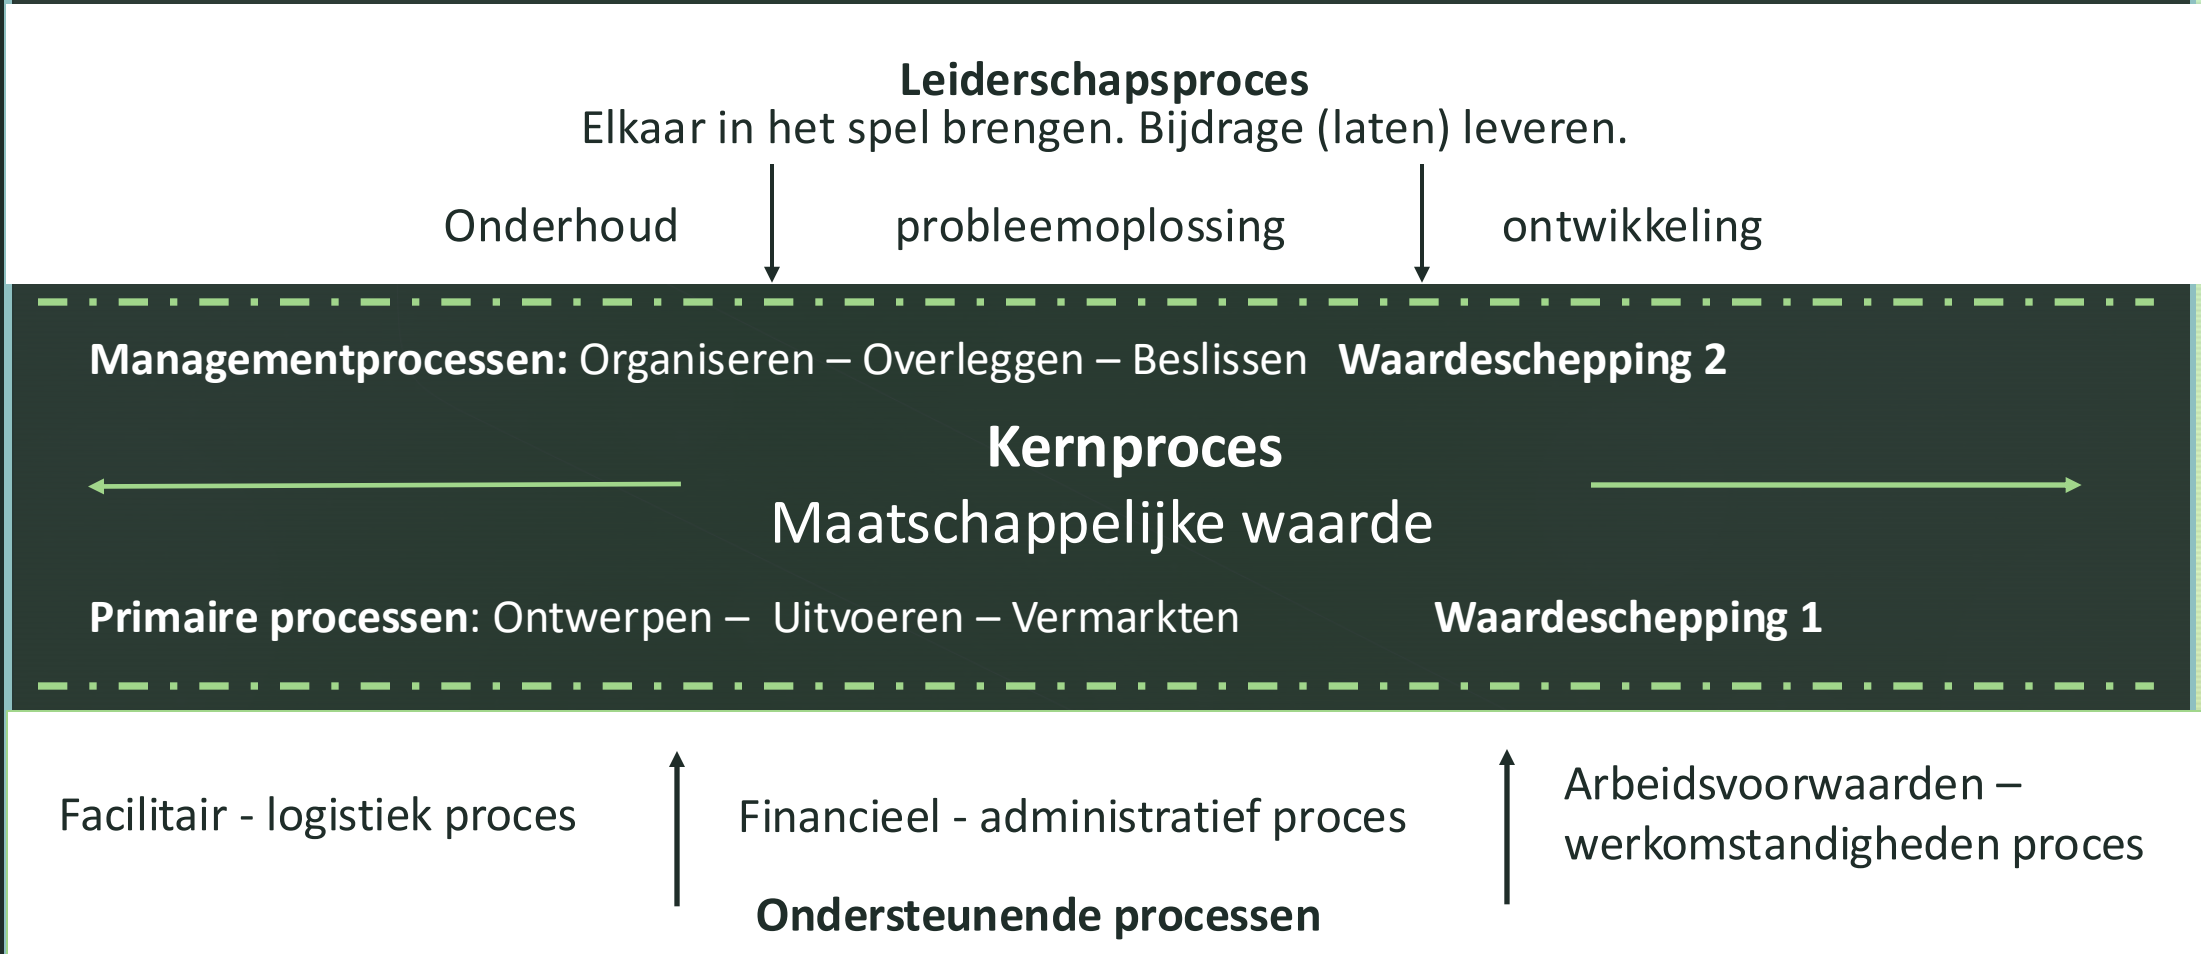 Leiderschapsproces
Elkaar in het spel brengen. Bijdrage (laten) leveren.
Onderhoud probleemoplossing ontwikkeling
Managementprocessen: Organiseren – Overleggen – Beslissen Waardeschepping 2
Kernproces
Maatschappelijke waarde
Primaire processen: Ontwerpen – Uitvoeren – Vermarkten Waardeschepping 1
Facilitair - logistiek proces
Financieel - administratief proces
Arbeidsvoorwaarden –
werkomstandigheden proces
Ondersteunende processen